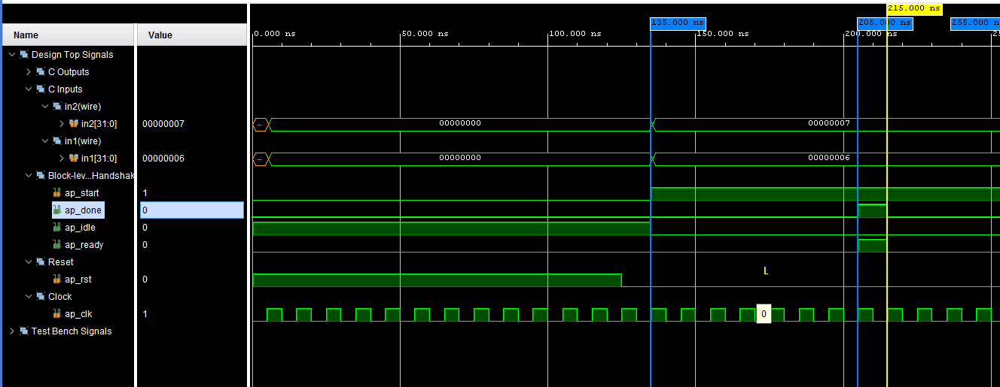 215.000 ns
135.000 ns 205.000 ns 255.000 ns
Name Value 0.000 ns 50.000 ns 100.000 ns 150.000 ns 200.000 ns
Design Top Signals
C Outputs
C Inputs
in2(wire)
in2[31:0] 00000007 ... 00000000 00000007
in1(wire)
in1[31:0] 00000006 ... 00000000 00000006
Block-lev...Handshak
ap_start 1
ap_done 0
ap_idle 0
ap_ready 0
Reset
ap_rst 0
L
Clock
ap_clk 1 0
Test Bench Signals